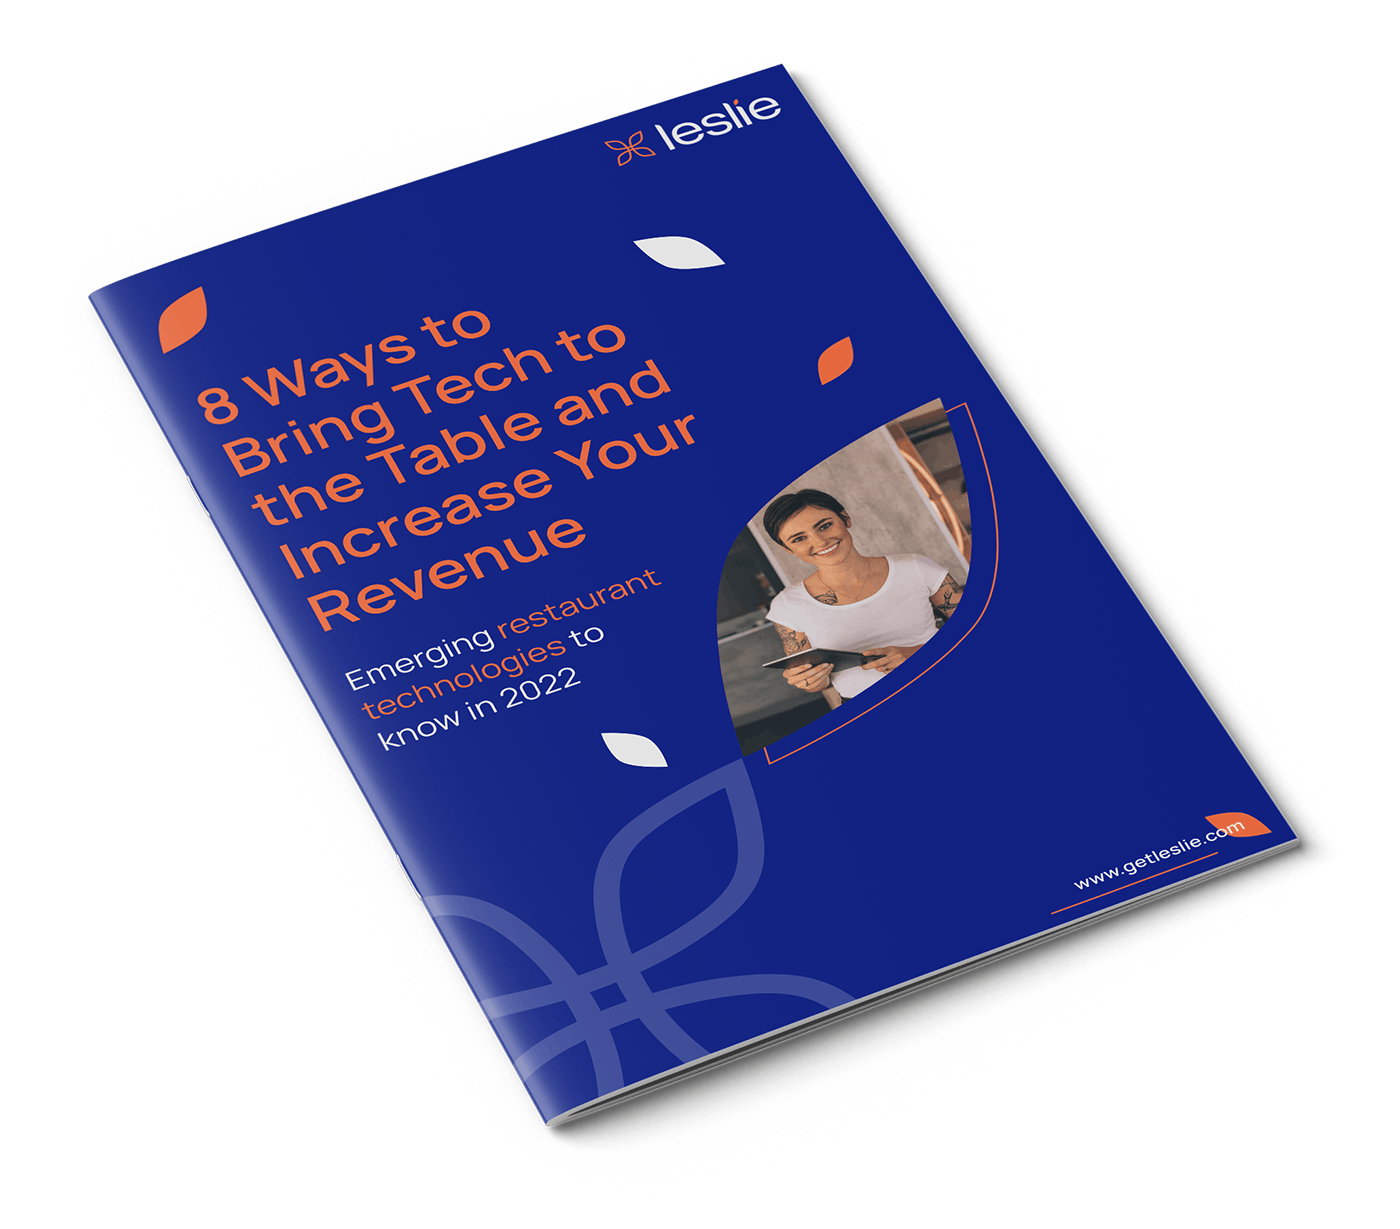 leslie
8 Ways to
Bring Tech to
the Table and
Increase Your
Revenue
Emerging restaurant
technologies to
know in 2022
www.getleslie.com